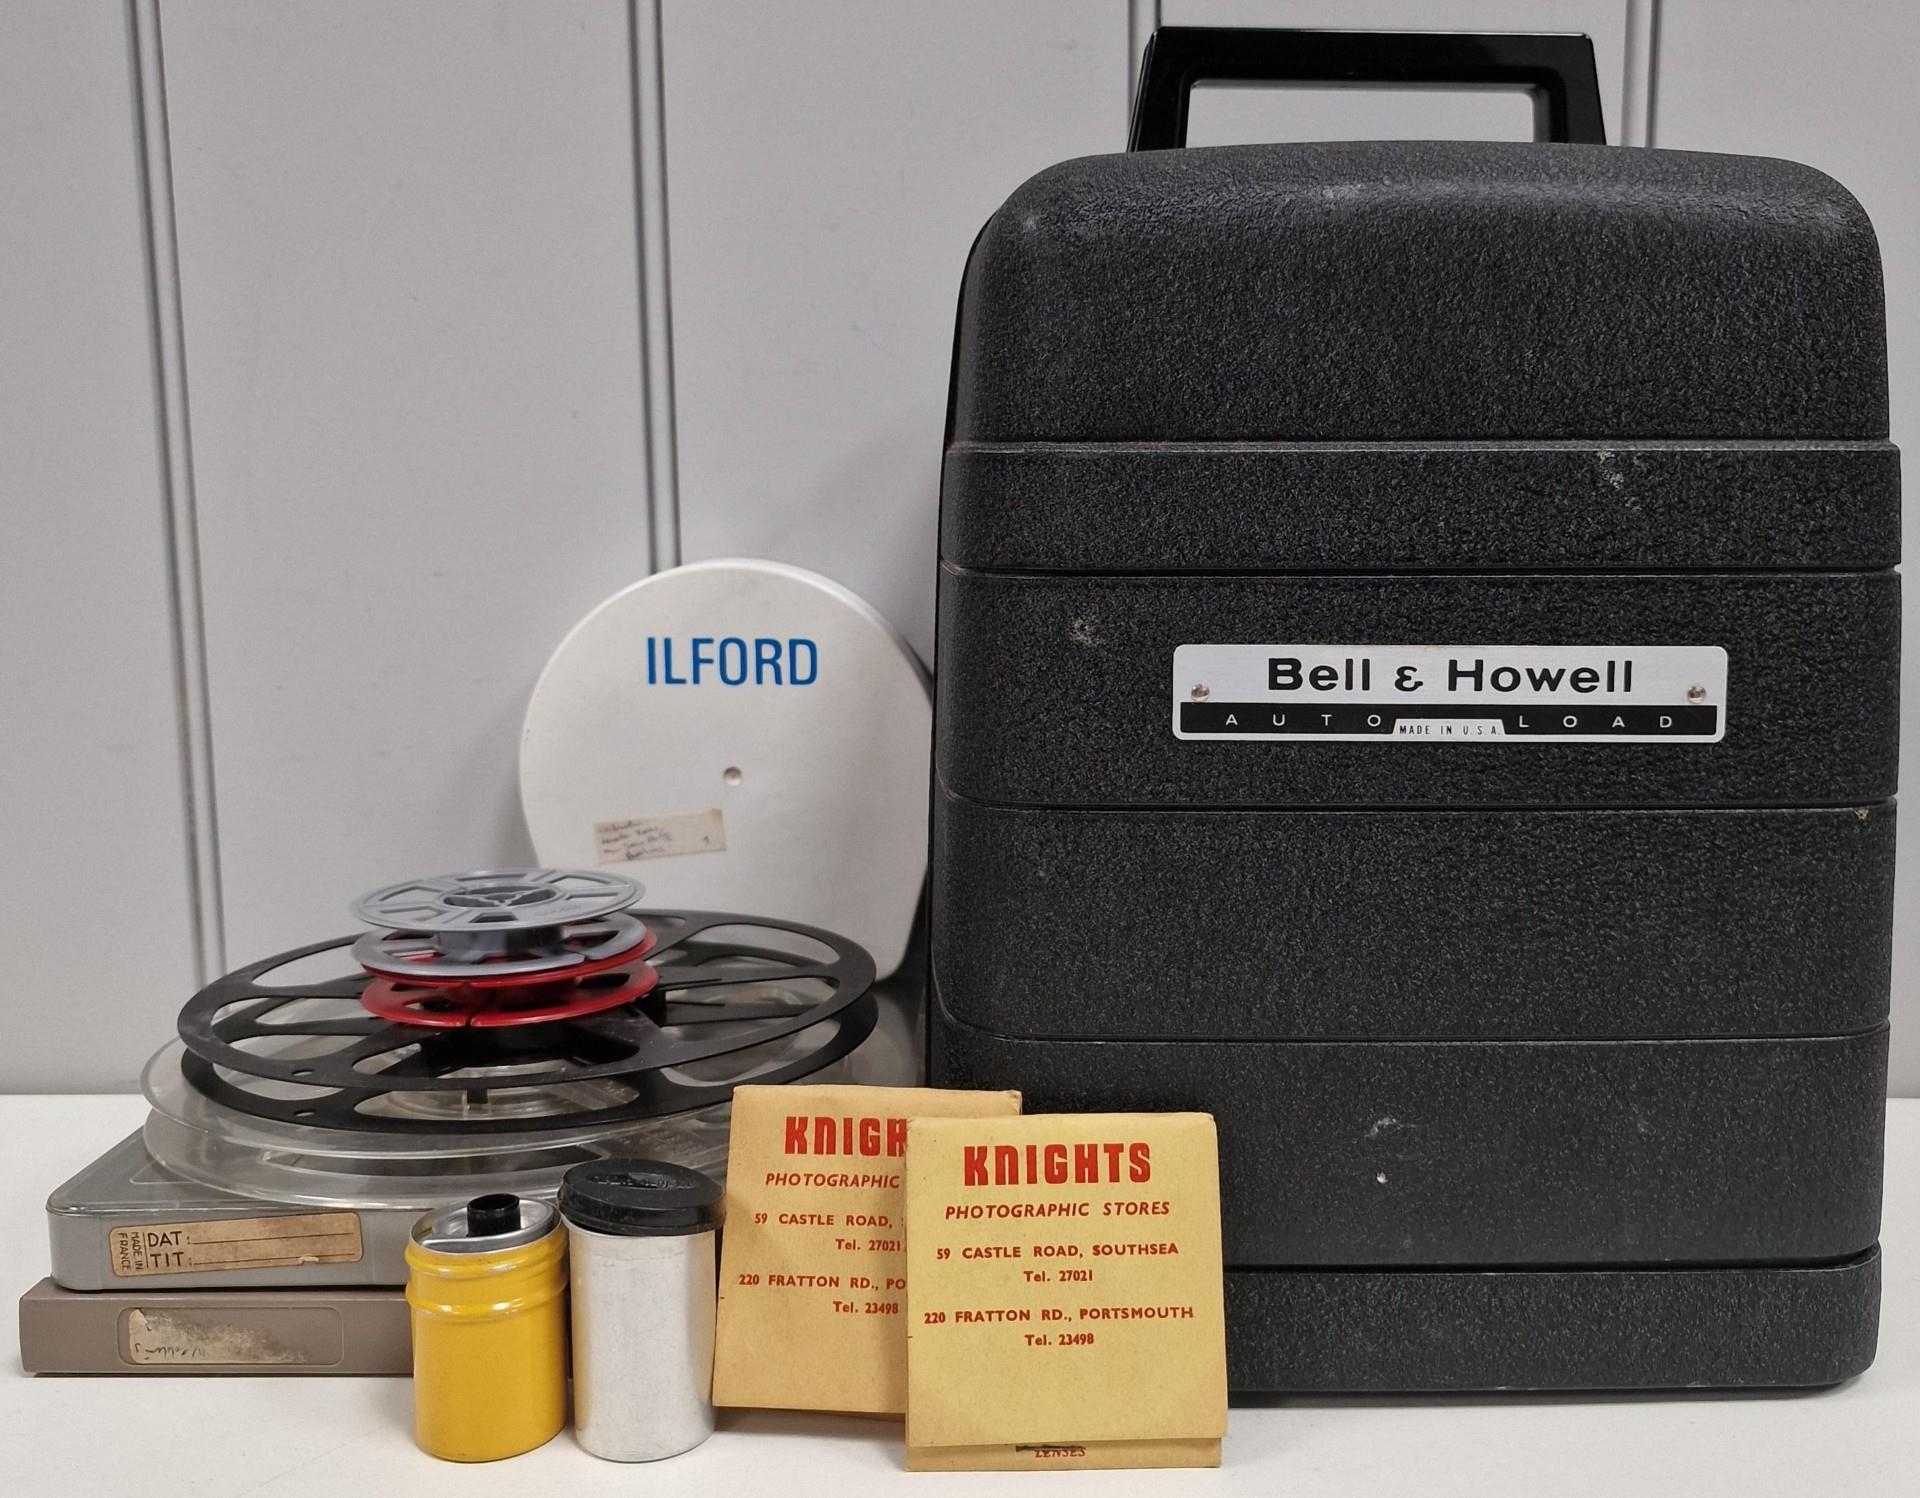 ILFORD
Bell & Howell
AUTO LOAD
MADE IN U.S.A.
MADE IN
FRANCE
DAT:
TIT:
KNIGH
PHOTOGRAPHIC
59 CASTLE ROAD,
Tel. 27021
220 FRATTON RD., PO
Tel. 23498
KNIGHTS
PHOTOGRAPHIC STORES
59 CASTLE ROAD, SOUTHSEA
Tel. 27021
220 FRATTON RD., PORTSMOUTH
Tel. 23498
LENSES